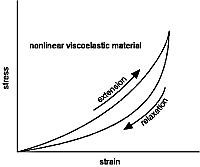 nonlinear viscoelastic material
extension
relaxation
stress
strain